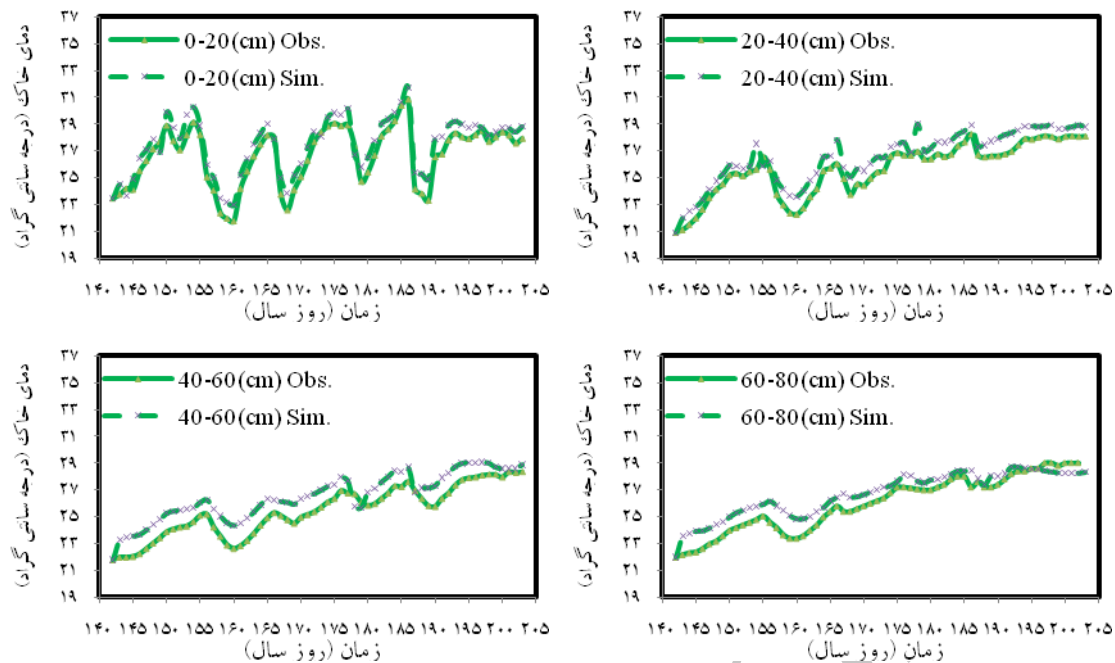 ۳۷
۳۵
۳۳
۳۱
۲۹
۲۷
۲۵
۲۳
۲۱
۱۹
دمای خاک (درجه سانتی گراد)
0-20(cm) Obs.
0-20(cm) Sim.
۱۴۰ ۱۴۵ ۱۵۰ ۱۵۵ ۱۶۰ ۱۶۵ ۱۷۰ ۱۷۵ ۱۸۰ ۱۸۵ ۱۹۰ ۱۹۵ ۲۰۰ ۲۰۵
زمان (روز سال)
۳۷
۳۵
۳۳
۳۱
۲۹
۲۷
۲۵
۲۳
۲۱
۱۹
دمای خاک (درجه سانتی گراد)
20-40(cm) Obs.
20-40(cm) Sim.
۱۴۰ ۱۴۵ ۱۵۰ ۱۵۵ ۱۶۰ ۱۶۵ ۱۷۰ ۱۷۵ ۱۸۰ ۱۸۵ ۱۹۰ ۱۹۵ ۲۰۰ ۲۰۵
زمان (روز سال)
۳۷
۳۵
۳۳
۳۱
۲۹
۲۷
۲۵
۲۳
۲۱
۱۹
دمای خاک (درجه سانتی گراد)
40-60(cm) Obs.
40-60(cm) Sim.
۱۴۰ ۱۴۵ ۱۵۰ ۱۵۵ ۱۶۰ ۱۶۵ ۱۷۰ ۱۷۵ ۱۸۰ ۱۸۵ ۱۹۰ ۱۹۵ ۲۰۰ ۲۰۵
زمان (روز سال)
۳۷
۳۵
۳۳
۳۱
۲۹
۲۷
۲۵
۲۳
۲۱
۱۹
دمای خاک (درجه سانتی گراد)
60-80(cm) Obs.
60-80(cm) Sim.
۱۴۰ ۱۴۵ ۱۵۰ ۱۵۵ ۱۶۰ ۱۶۵ ۱۷۰ ۱۷۵ ۱۸۰ ۱۸۵ ۱۹۰ ۱۹۵ ۲۰۰ ۲۰۵
زمان (روز سال)